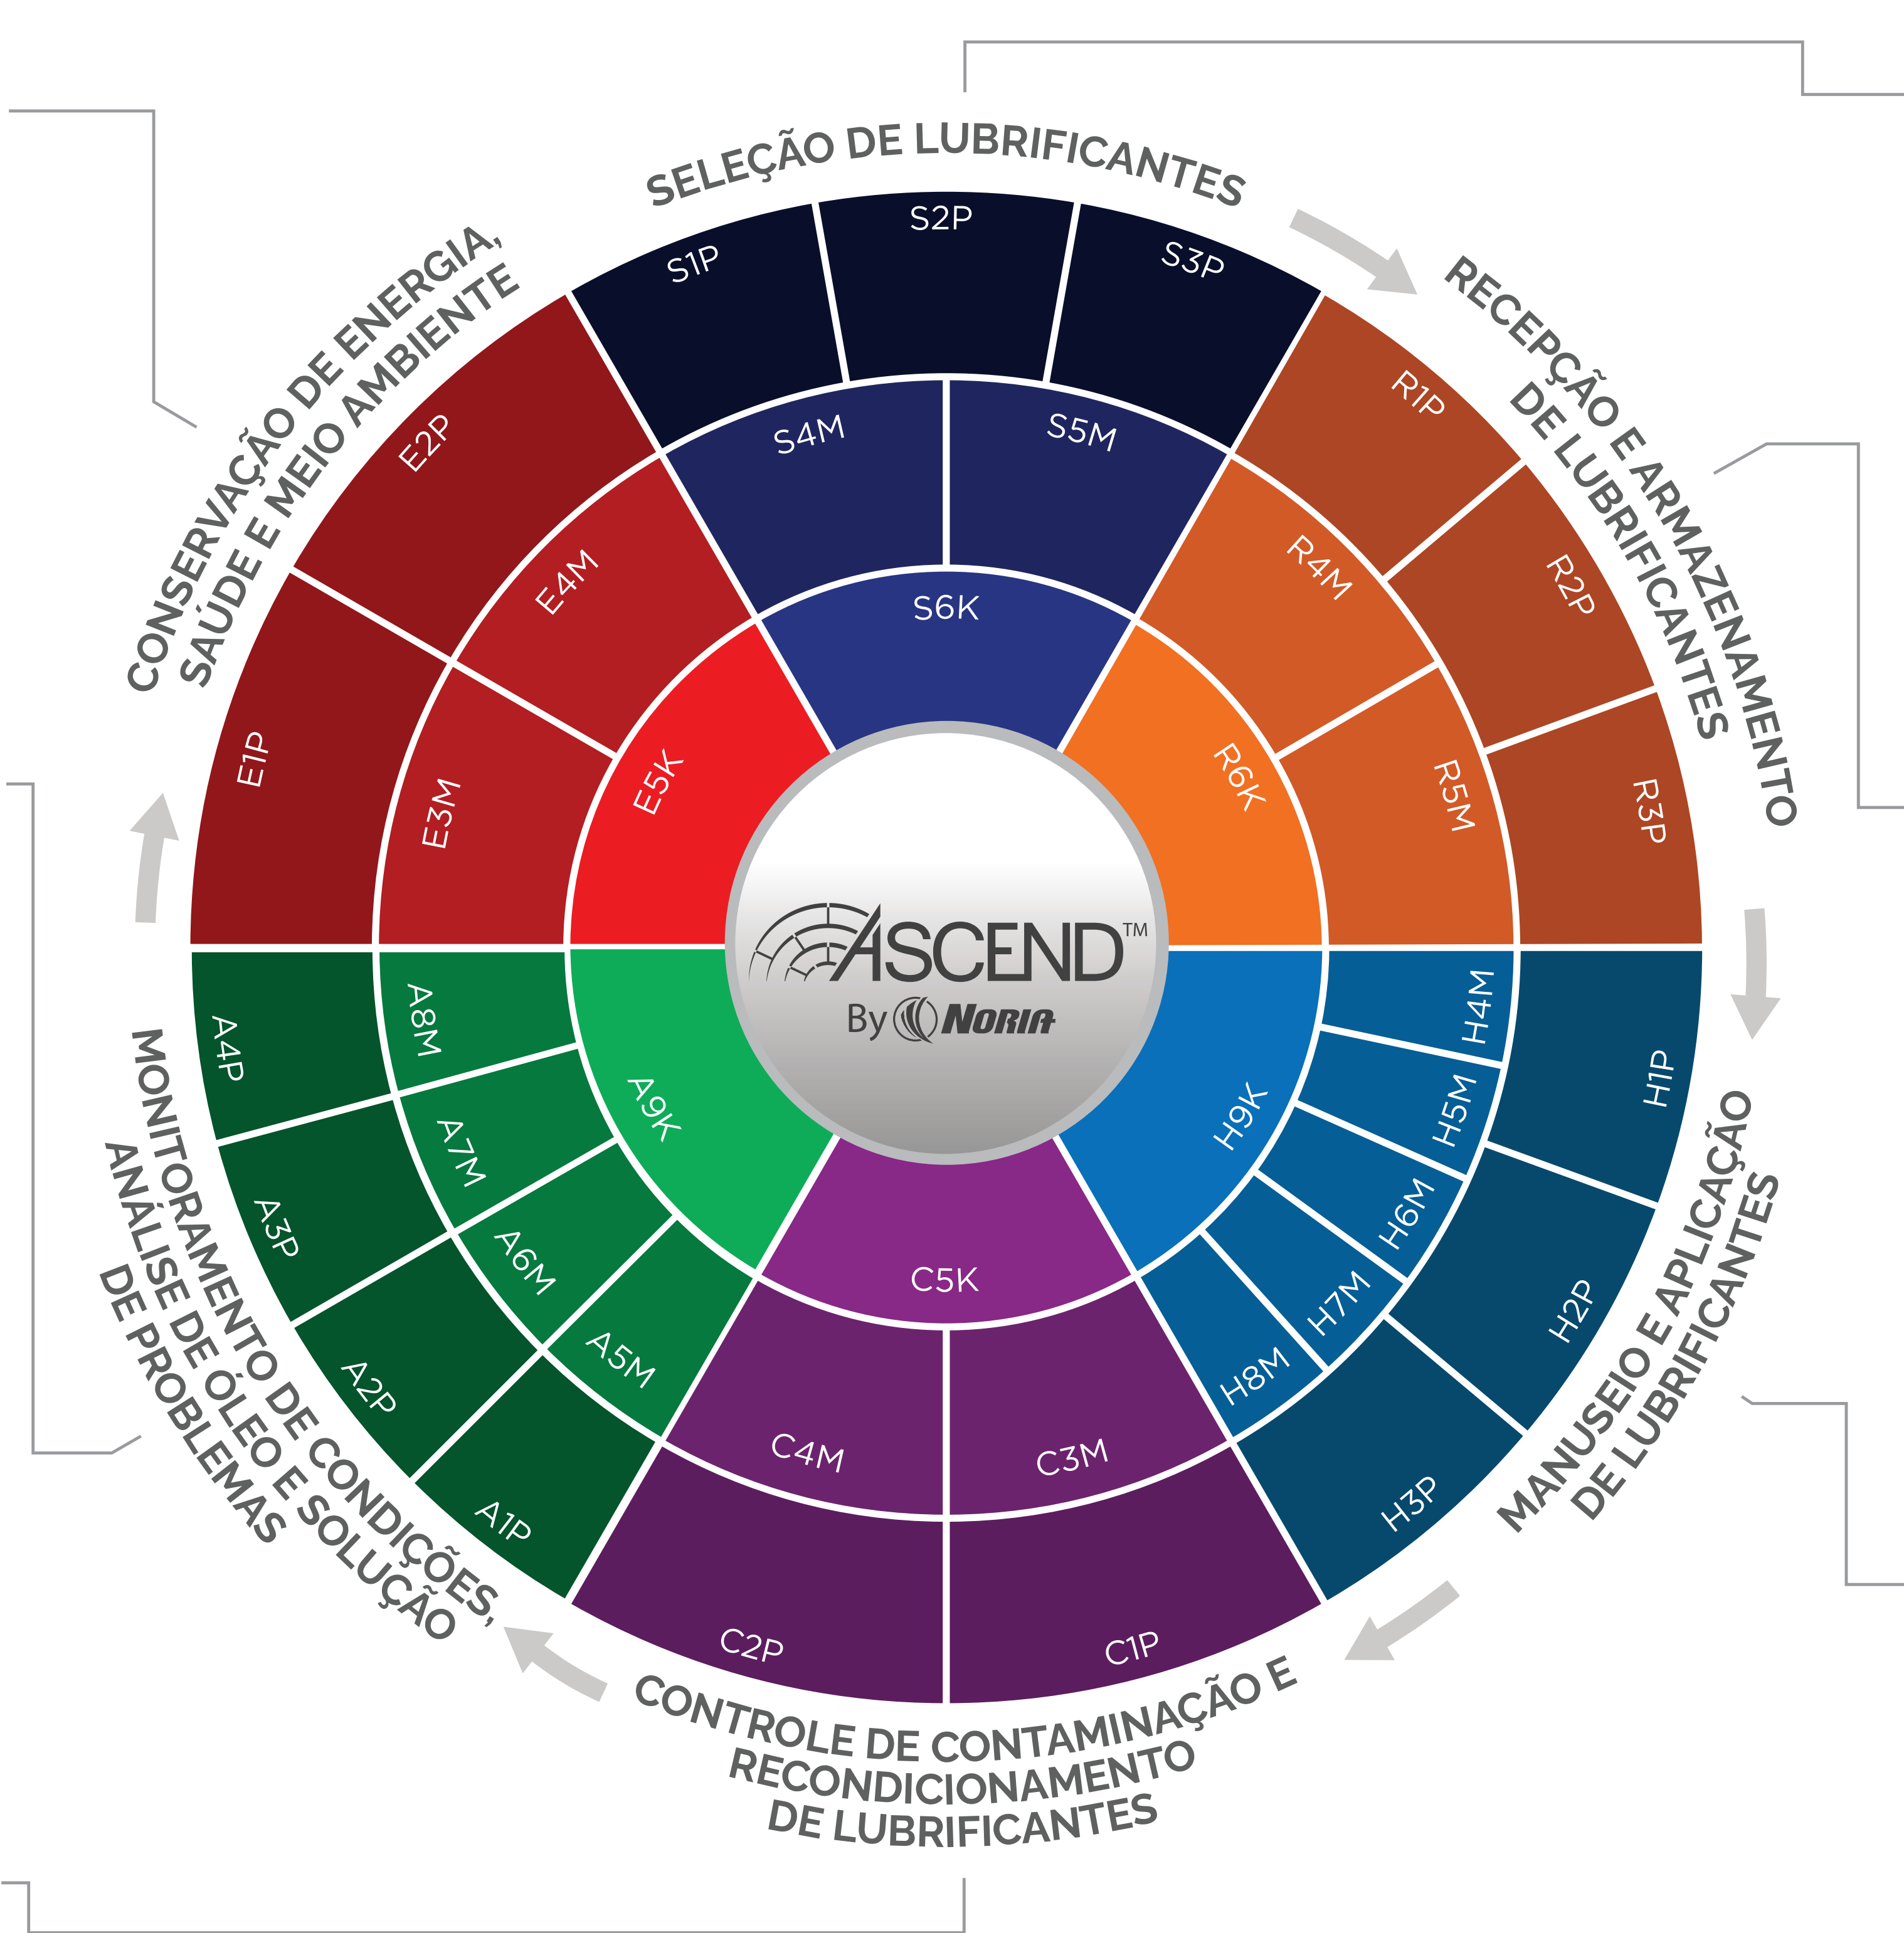 SELEÇÃO DE LUBRIFICANTES
S1P
S2P
S3P
S4M
S5M
S6K
RECEPÇÃO E ARMAZENAMENTO
DE LUBRIFICANTES
R1P
R2P
R3P
R4M
R5M
R6K
MANUSEIO E APLICAÇÃO
DE LUBRIFICANTES
H1P
H2P
H3P
H4M
H5M
H6M
H7M
H8M
H9K
CONTROLE DE CONTAMINAÇÃO E
RECONDICIONAMENTO
DE LUBRIFICANTES
C1P
C2P
C3M
C4M
C5K
MONITORAMENTO DE CONDIÇÕES,
ANÁLISE DE ÓLEO E SOLUÇÃO
DE PROBLEMAS
A1P
A2P
A3P
A4P
A5M
A6M
A7M
A8M
A9K
CONSERVAÇÃO DE ENERGIA,
SAÚDE E MEIO AMBIENTE
E1P
E2P
E3M
E4M
E5K
ASCEND™
By NORIA